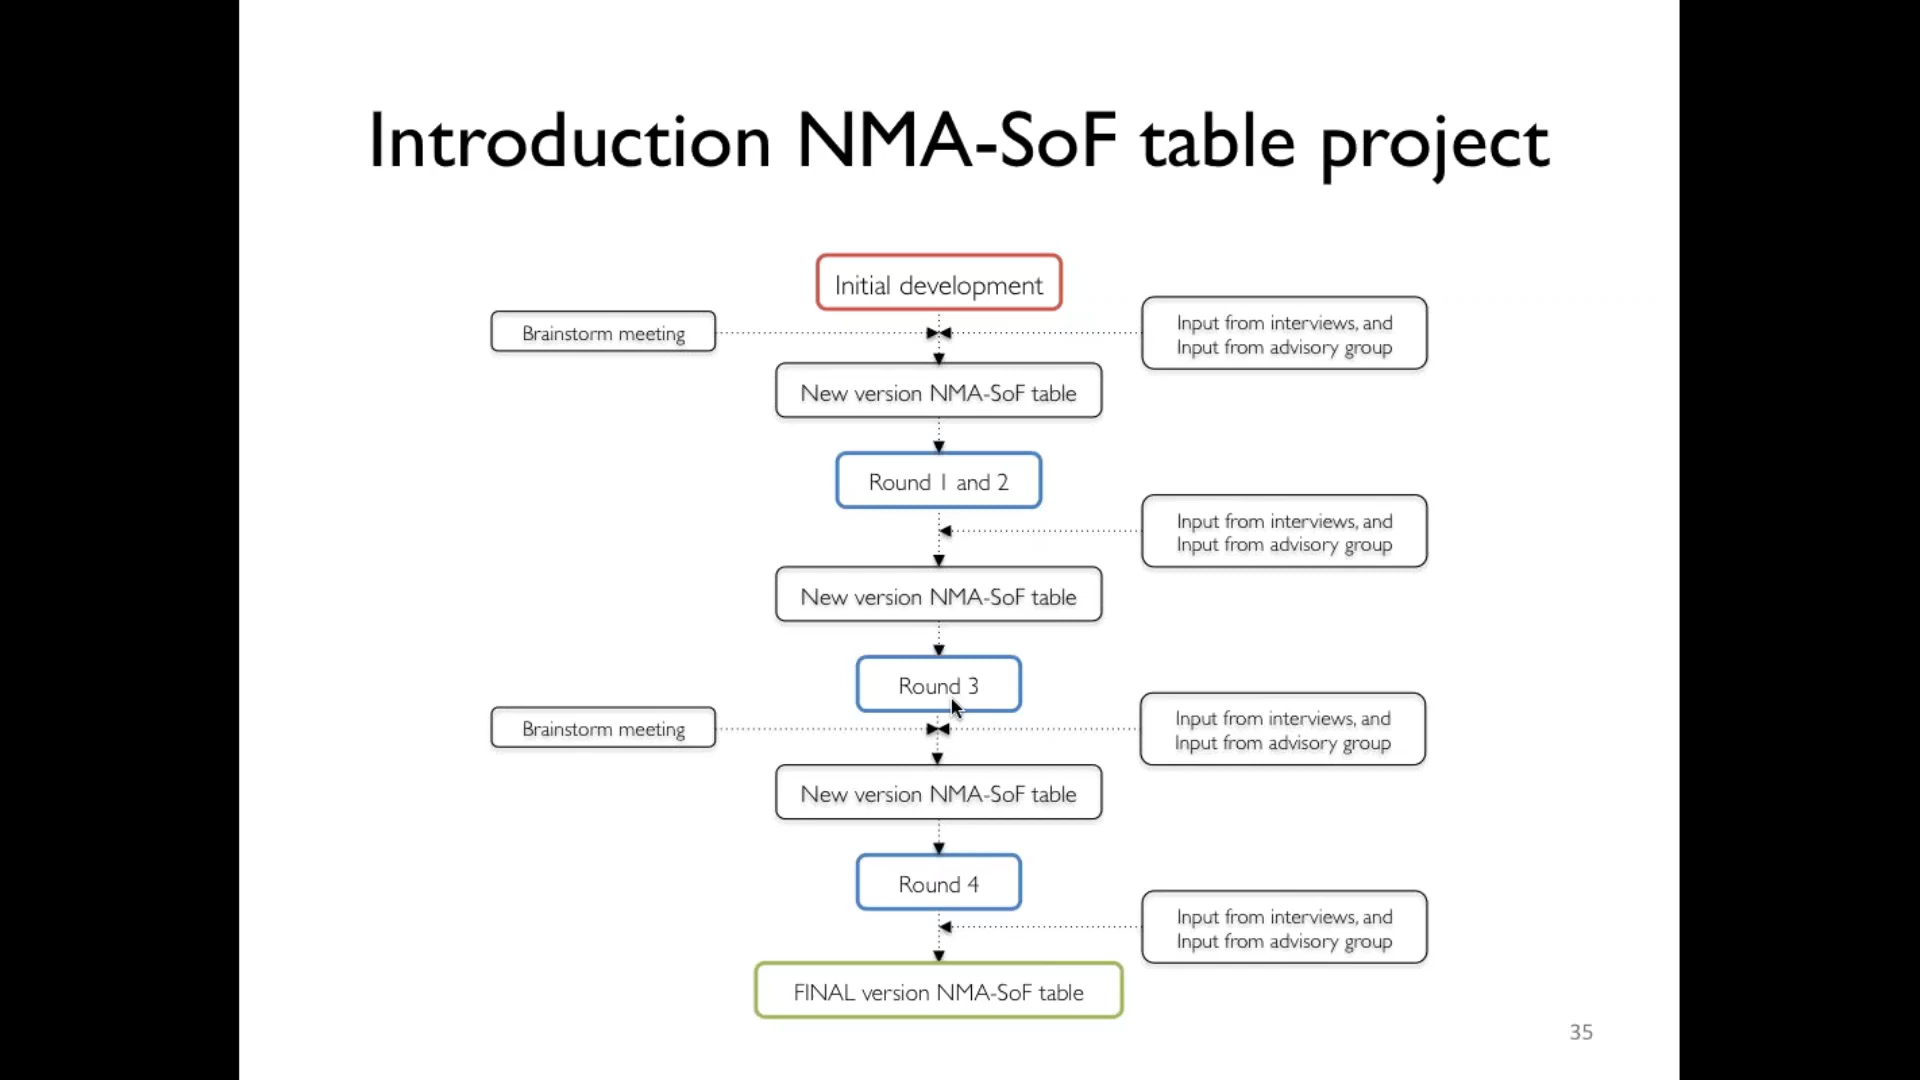 Introduction NMA-SoF table project
Initial development
Brainstorm meeting
Input from interviews, and
Input from advisory group
New version NMA-SoF table
Round 1 and 2
Input from interviews, and
Input from advisory group
New version NMA-SoF table
Round 3
Brainstorm meeting
Input from interviews, and
Input from advisory group
New version NMA-SoF table
Round 4
Input from interviews, and
Input from advisory group
FINAL version NMA-SoF table
35